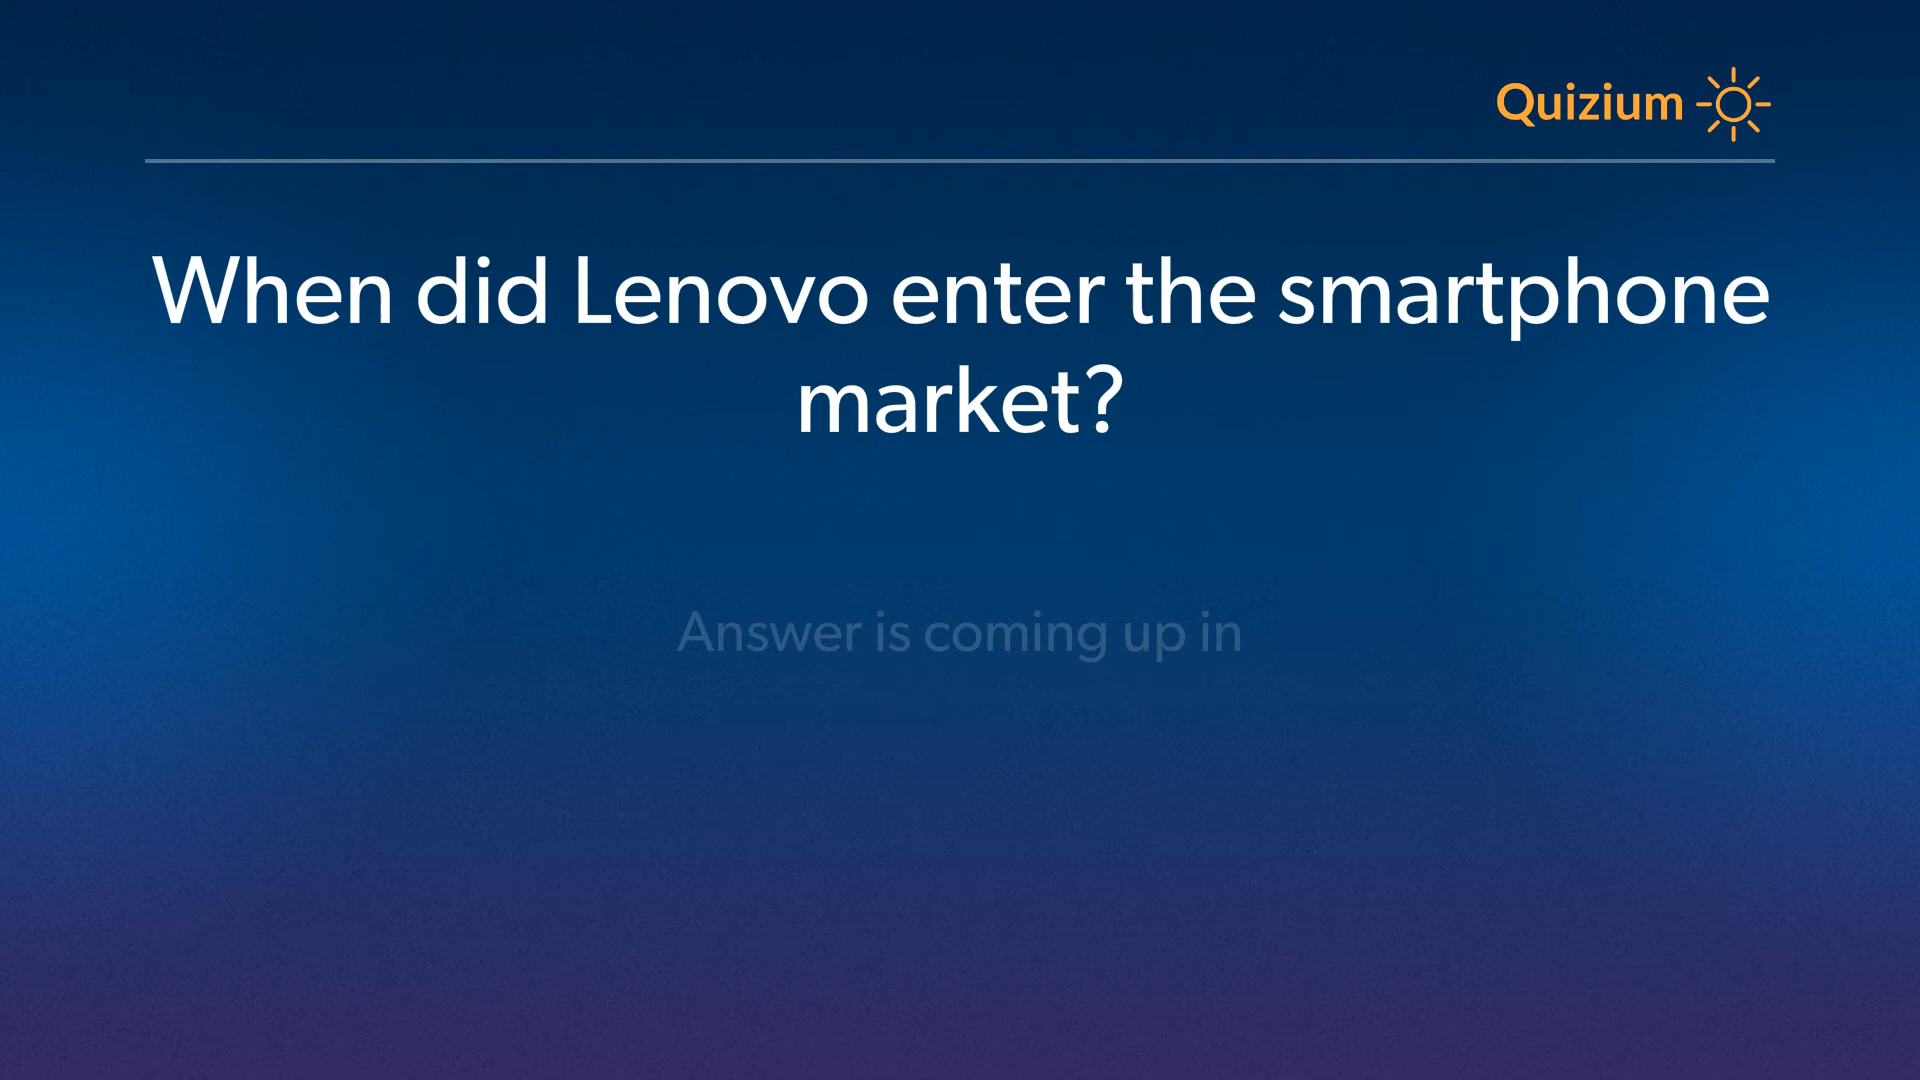 Quizium
When did Lenovo enter the smartphone
market?
Answer is coming up in